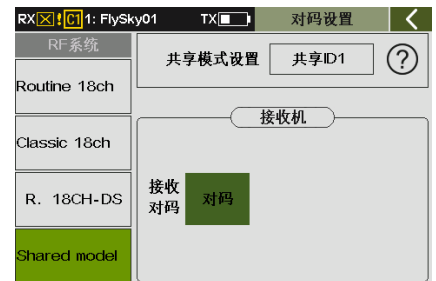 RX ! C1 1: FlySky01 TX 对码设置
RF系统
共享模式设置 共享ID1 ?
Routine 18ch
接收机
Classic 18ch
接收
对码
对码
R. 18CH-DS
Shared model